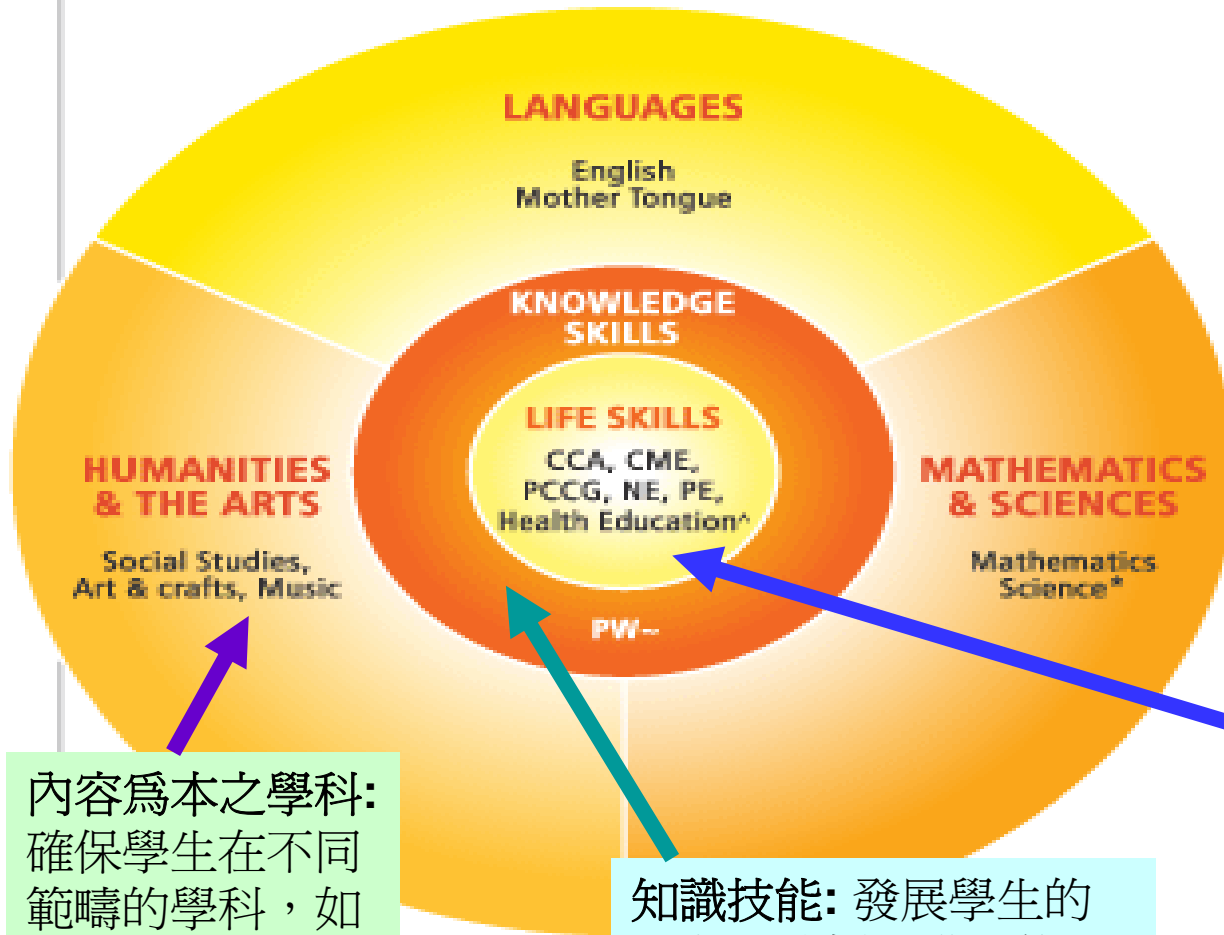 LANGUAGES
English
Mother Tongue
KNOWLEDGE
SKILLS
LIFE SKILLS
CCA, CME,
PCCG, NE, PE,
Health Education^
PW~
HUMANITIES
& THE ARTS
Social Studies,
Art & crafts, Music
MATHEMATICS
& SCIENCES
Mathematics
Science*
內容爲本之學科:
確保學生在不同
範疇的學科，如
知識技能: 發展學生的